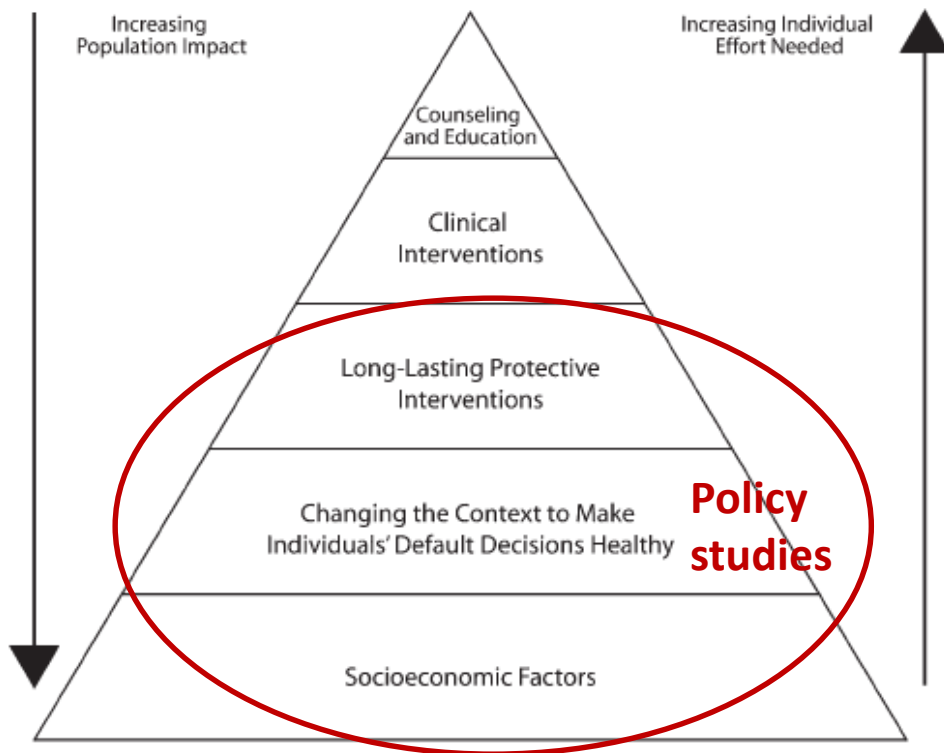 Increasing
Population Impact
Increasing Individual
Effort Needed
Counseling
and Education
Clinical
Interventions
Long-Lasting Protective
Interventions
Changing the Context to Make
Individuals' Default Decisions Healthy
Policy
studies
Socioeconomic Factors